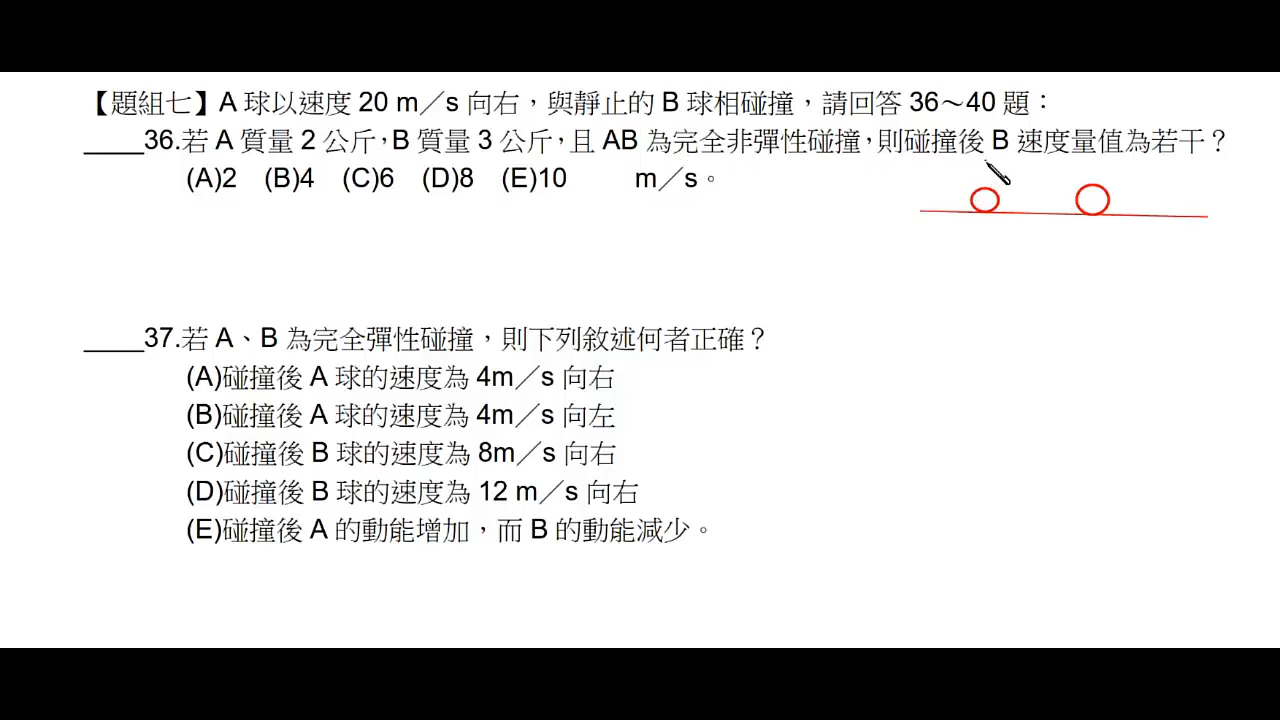 【題組七】A 球以速度 20 m／s 向右，與靜止的 B 球相碰撞，請回答 36～40 題：
____36.若 A 質量 2 公斤，B 質量 3 公斤，且 AB 為完全非彈性碰撞，則碰撞後 B 速度量值為若干？
(A)2 (B)4 (C)6 (D)8 (E)10 m／s。
____37.若 A、B 為完全彈性碰撞，則下列敘述何者正確？
(A)碰撞後 A 球的速度為 4m／s 向右
(B)碰撞後 A 球的速度為 4m／s 向左
(C)碰撞後 B 球的速度為 8m／s 向右
(D)碰撞後 B 球的速度為 12 m／s 向右
(E)碰撞後 A 的動能增加，而 B 的動能減少。